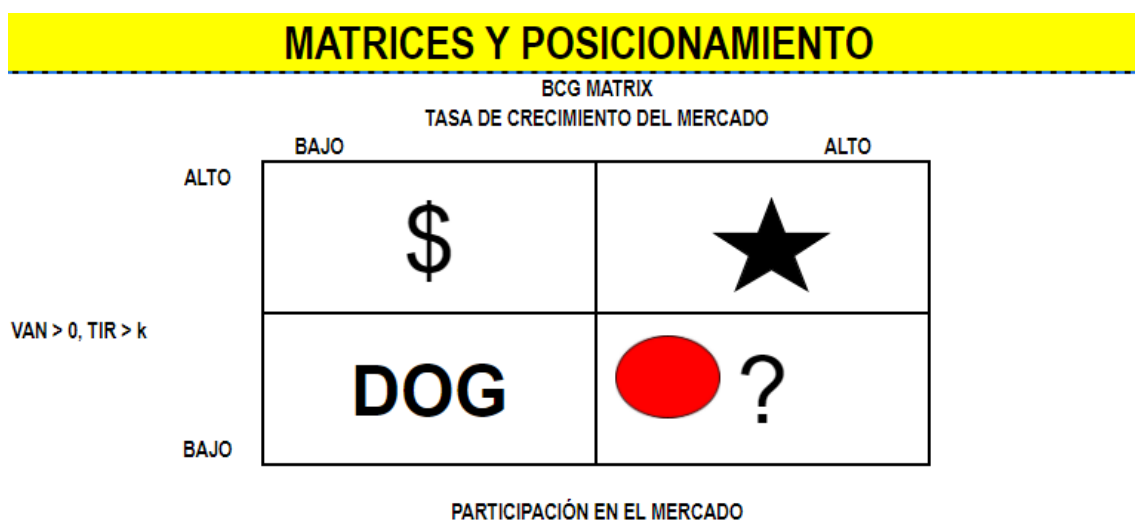 MATRICES Y POSICIONAMIENTO
BCG MATRIX
TASA DE CRECIMIENTO DEL MERCADO
BAJO ALTO
ALTO
$
VAN > 0, TIR > k
DOG ?
BAJO
PARTICIPACIÓN EN EL MERCADO